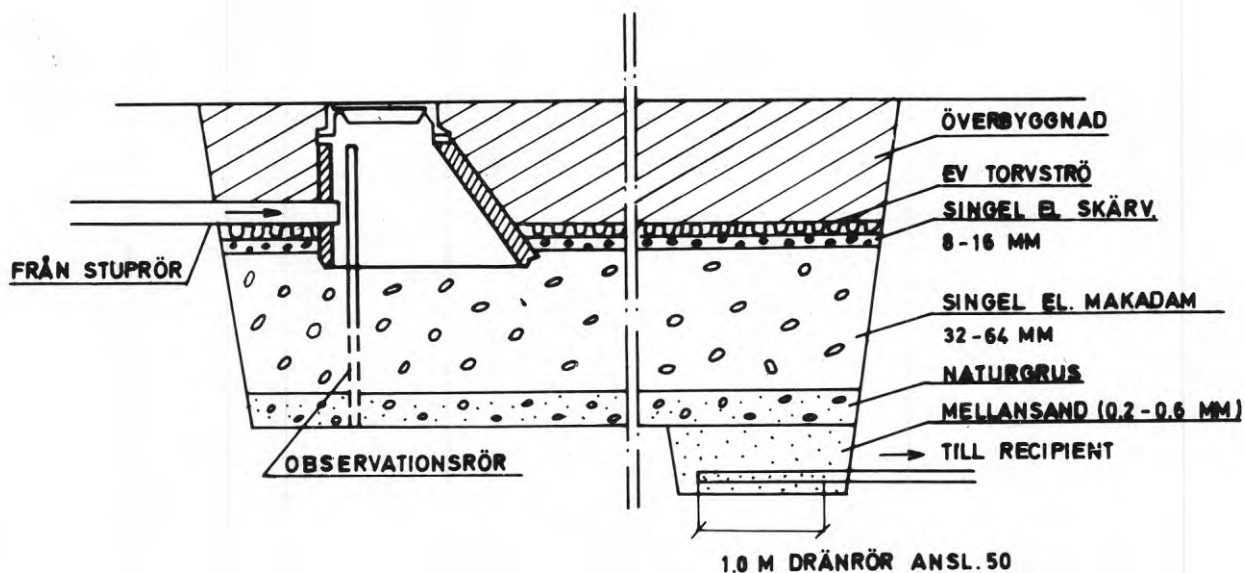 ÖVERBYGGNAD
EV TORVSTRÖ
SINGEL EL SKÄRV.
8-16 MM
FRÅN STUPRÖR
SINGEL EL. MAKADAM
32-64 MM
NATURGRUS
MELLANSAND (0.2-0.6 MM)
OBSERVATIONSRÖR
TILL RECIPIENT
1.0 M DRÄNRÖR ANSL. 50